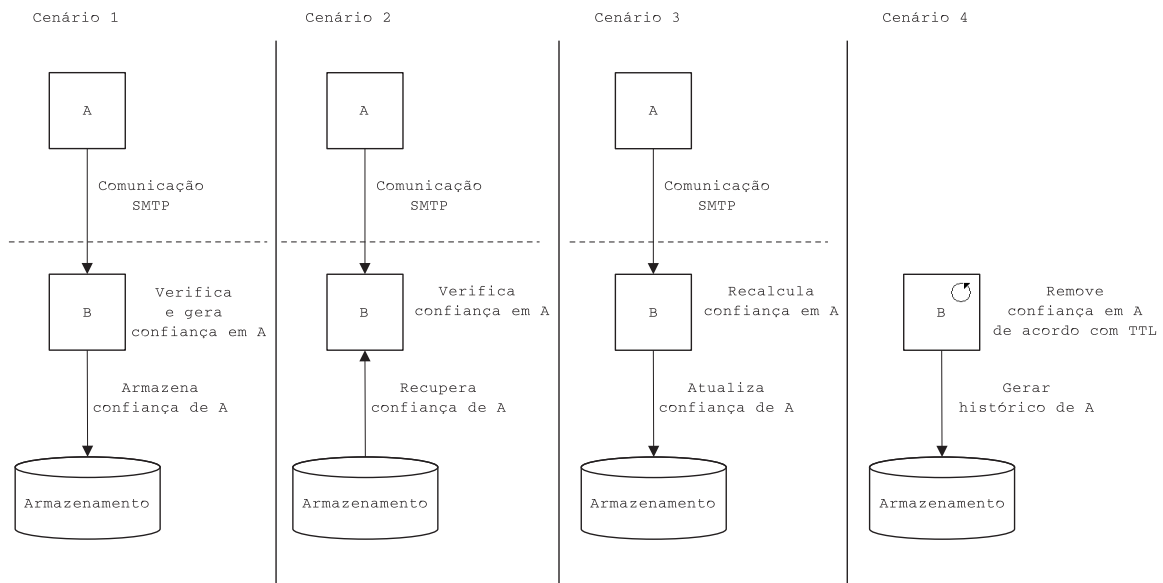 Cenário 1
A
Comunicação
SMTP
B
Verifica
e gera
confiança em A
Armazena
confiança de A
Armazenamento
Cenário 2
A
Comunicação
SMTP
B
Verifica
confiança em A
Recupera
confiança de A
Armazenamento
Cenário 3
A
Comunicação
SMTP
B
Recalcula
confiança em A
Atualiza
confiança de A
Armazenamento
Cenário 4
B
Remove
confiança em A
de acordo com TTL
Gerar
histórico de A
Armazenamento